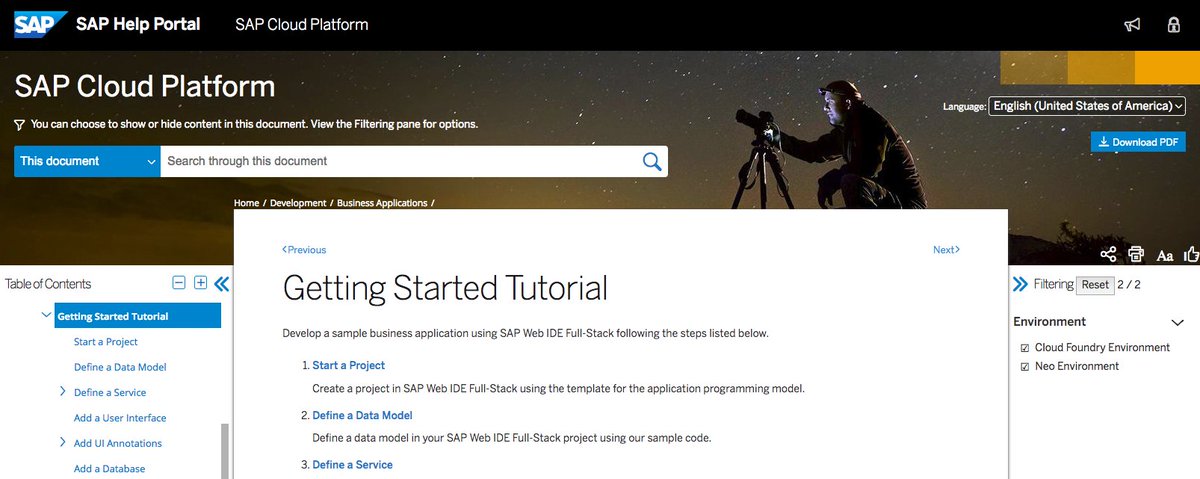 SAP SAP Help Portal SAP Cloud Platform
SAP Cloud Platform
Language: English (United States of America)
You can choose to show or hide content in this document. View the Filtering pane for options.
Download PDF
This document Search through this document
Home / Development / Business Applications /
Previous Next
Aa
Table of Contents
Filtering Reset 2 / 2
Getting Started Tutorial
Start a Project
Define a Data Model
Define a Service
Add a User Interface
Add UI Annotations
Add a Database
Getting Started Tutorial
Develop a sample business application using SAP Web IDE Full-Stack following the steps listed below.
1. Start a Project
Create a project in SAP Web IDE Full-Stack using the template for the application programming model.
2. Define a Data Model
Define a data model in your SAP Web IDE Full-Stack project using our sample code.
3. Define a Service
Environment
Cloud Foundry Environment
Neo Environment